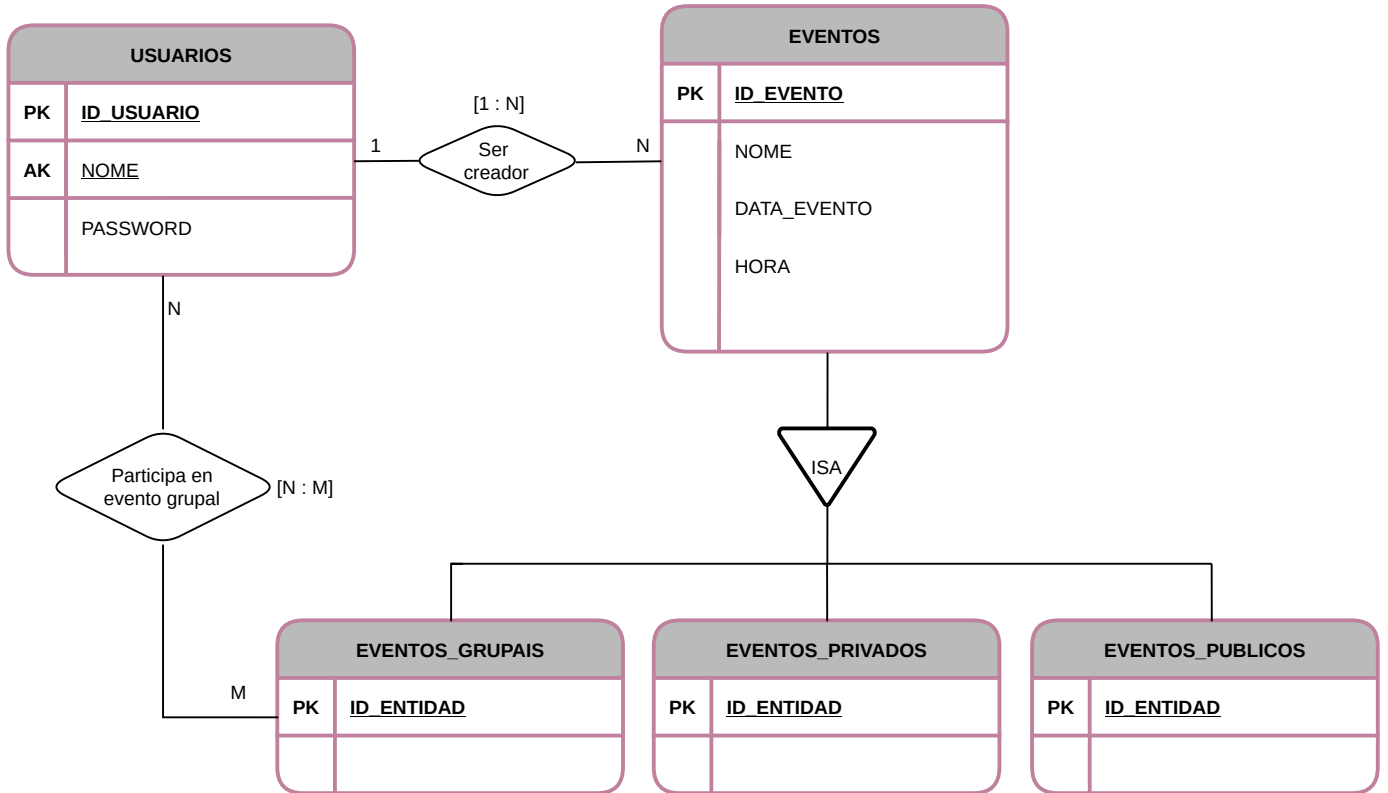 USUARIOS
PK ID_USUARIO
AK NOME
PASSWORD
[1 : N]
1
Ser
creador
N
EVENTOS
PK ID_EVENTO
NOME
DATA_EVENTO
HORA
N
Participa en
evento grupal
[N : M]
M
ISA
EVENTOS_GRUPAIS
PK ID_ENTIDAD
EVENTOS_PRIVADOS
PK ID_ENTIDAD
EVENTOS_PUBLICOS
PK ID_ENTIDAD